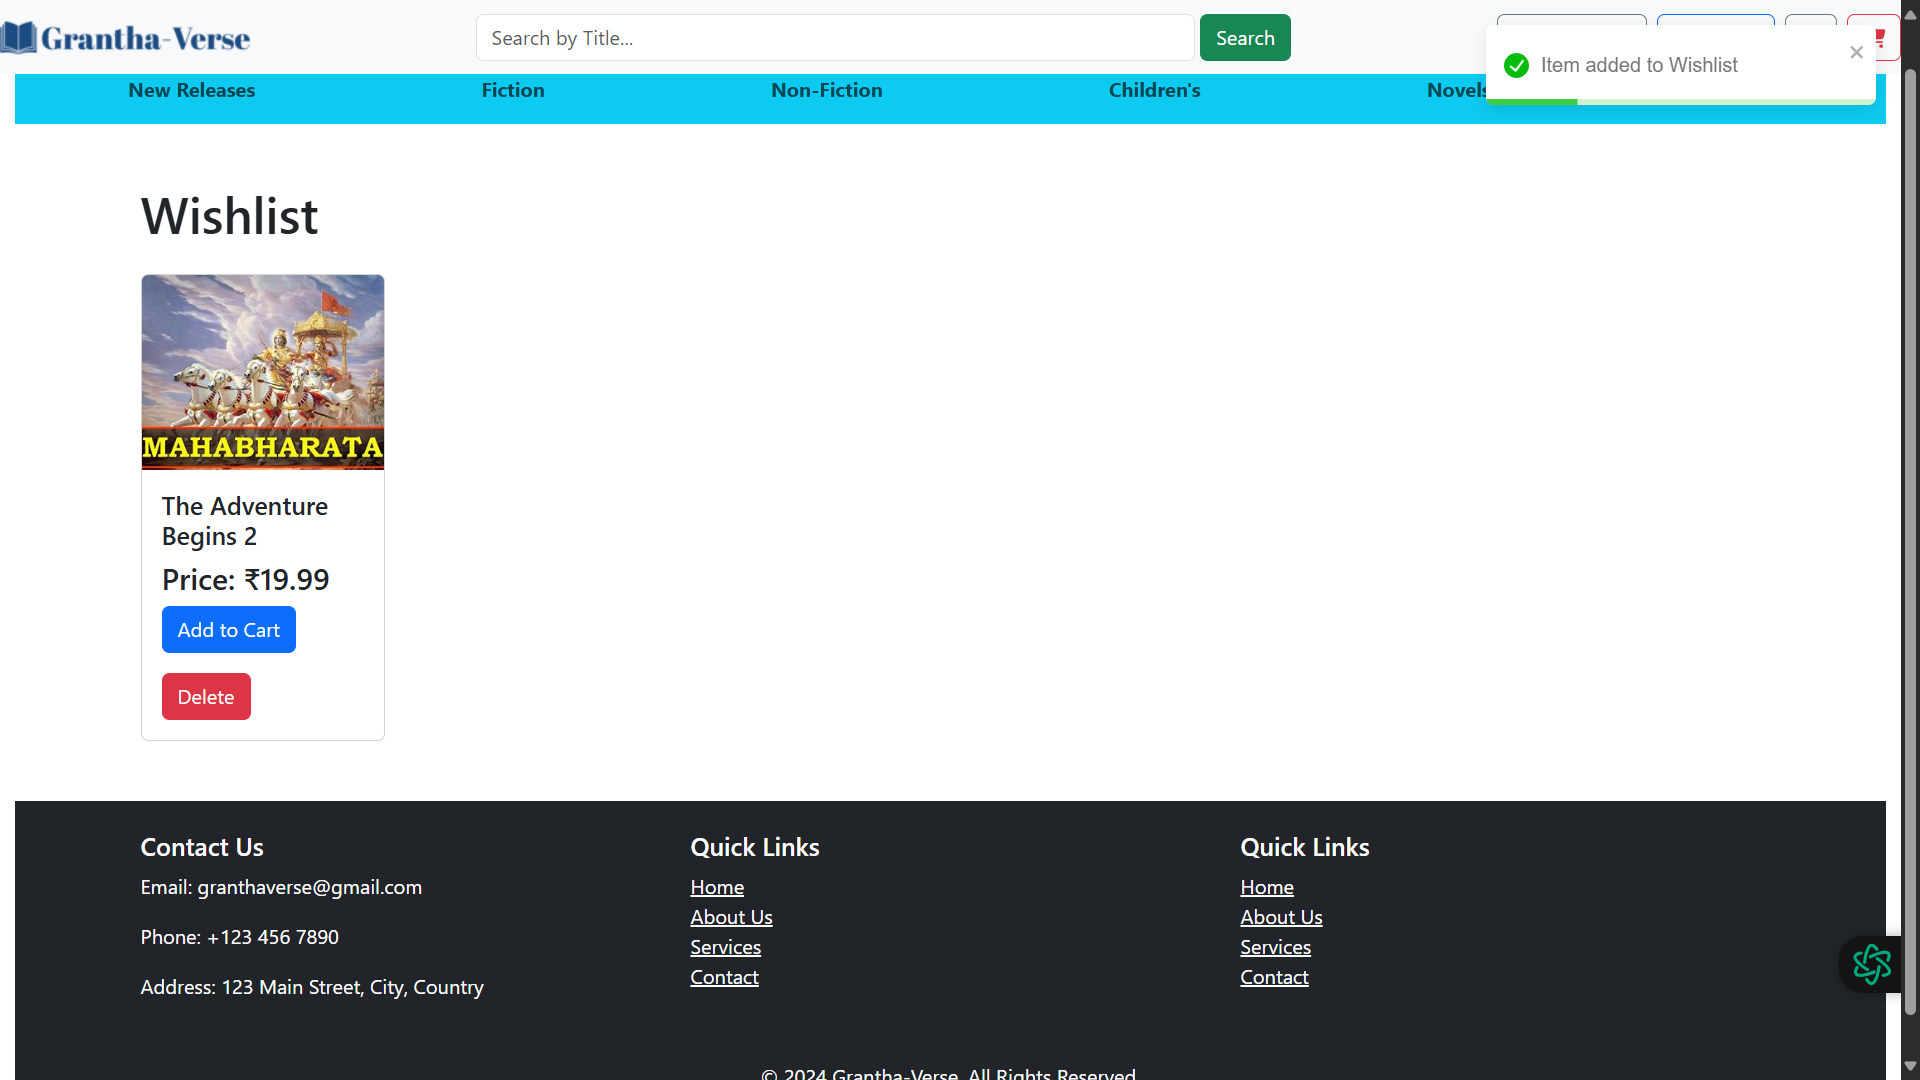 Grantha-Verse
Search by Title...
Search
Item added to Wishlist
New Releases
Fiction
Non-Fiction
Children's
Novels
Wishlist
MAHABHARATA
The Adventure
Begins 2
Price: ₹19.99
Add to Cart
Delete
Contact Us
Email: granthaverse@gmail.com
Phone: +123 456 7890
Address: 123 Main Street, City, Country
Quick Links
Home
About Us
Services
Contact
Quick Links
Home
About Us
Services
Contact
© 2024 Grantha-Verse. All Rights Reserved